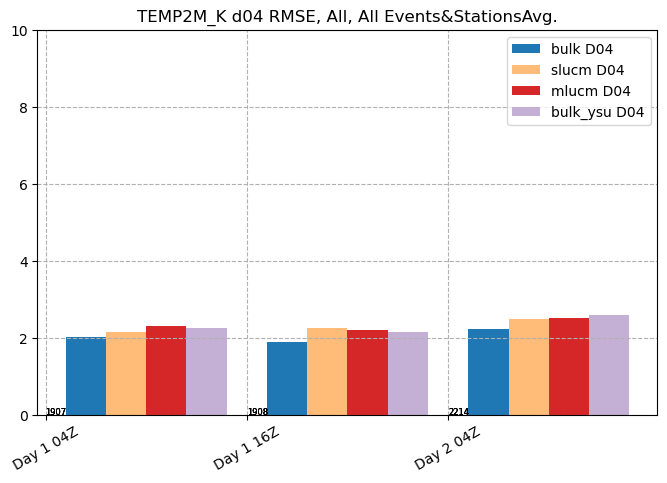 TEMP2M_K d04 RMSE, All, All Events&StationsAvg.
10
8
6
4
2
0
bulk D04
slucm D04
mlucm D04
bulk_ysu D04
1907
1908
2214
Day 1 04Z
Day 1 16Z
Day 2 04Z